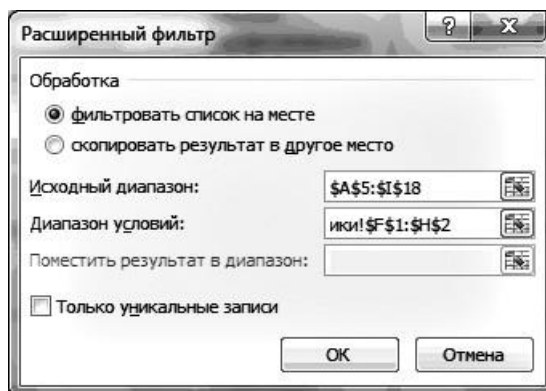 Расширенный фильтр
Обработка
фильтровать список на месте
скопировать результат в другое место
Исходный диапазон: $A$5:$I$18
Диапазон условий: ики!$F$1:$H$2
Поместить результат в диапазон:
Только уникальные записи
ОК Отмена